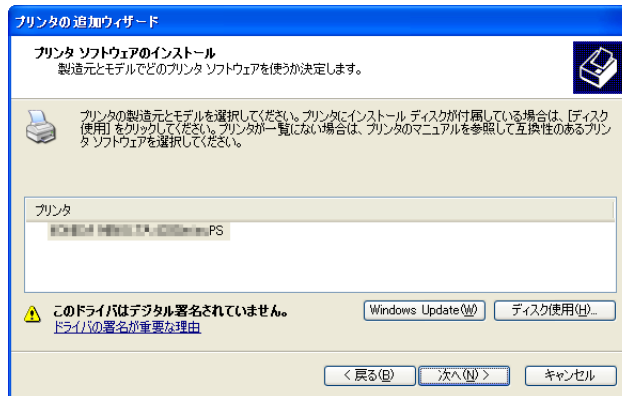 プリンタの追加ウィザード
プリンタ ソフトウェアのインストール
製造元とモデルでどのプリンタ ソフトウェアを使うか決定します。
プリンタの製造元とモデルを選択してください。プリンタにインストール ディスクが付属している場合は、[ディスク
使用] をクリックしてください。プリンタが一覧にない場合は、プリンタのマニュアルを参照して互換性のあるプリン
タ ソフトウェアを選択してください。
プリンタ
PS
このドライバはデジタル署名されていません。
Windows Update(W)
ディスク使用(H)...
ドライバの署名が重要な理由
< 戻る(B)
次へ(N) >
キャンセル